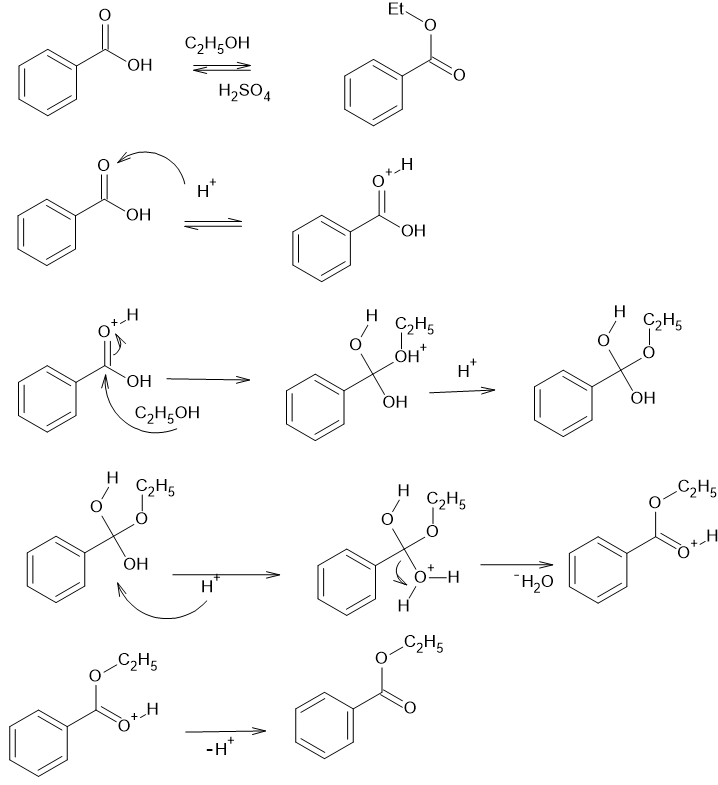 O Et
C₂H₅OH O
OH
H₂SO₄ O
O O⁺ H
H⁺
OH OH
O⁺ H H C₂H₅ H C₂H₅
O OH⁺ H⁺ O O
OH
C₂H₅OH OH OH
H C₂H₅ H C₂H₅ O C₂H₅
O O O O
OH H⁺ O⁺ H H ⁻H₂O O⁺ H
O C₂H₅ O C₂H₅
O⁺ H -H⁺ O